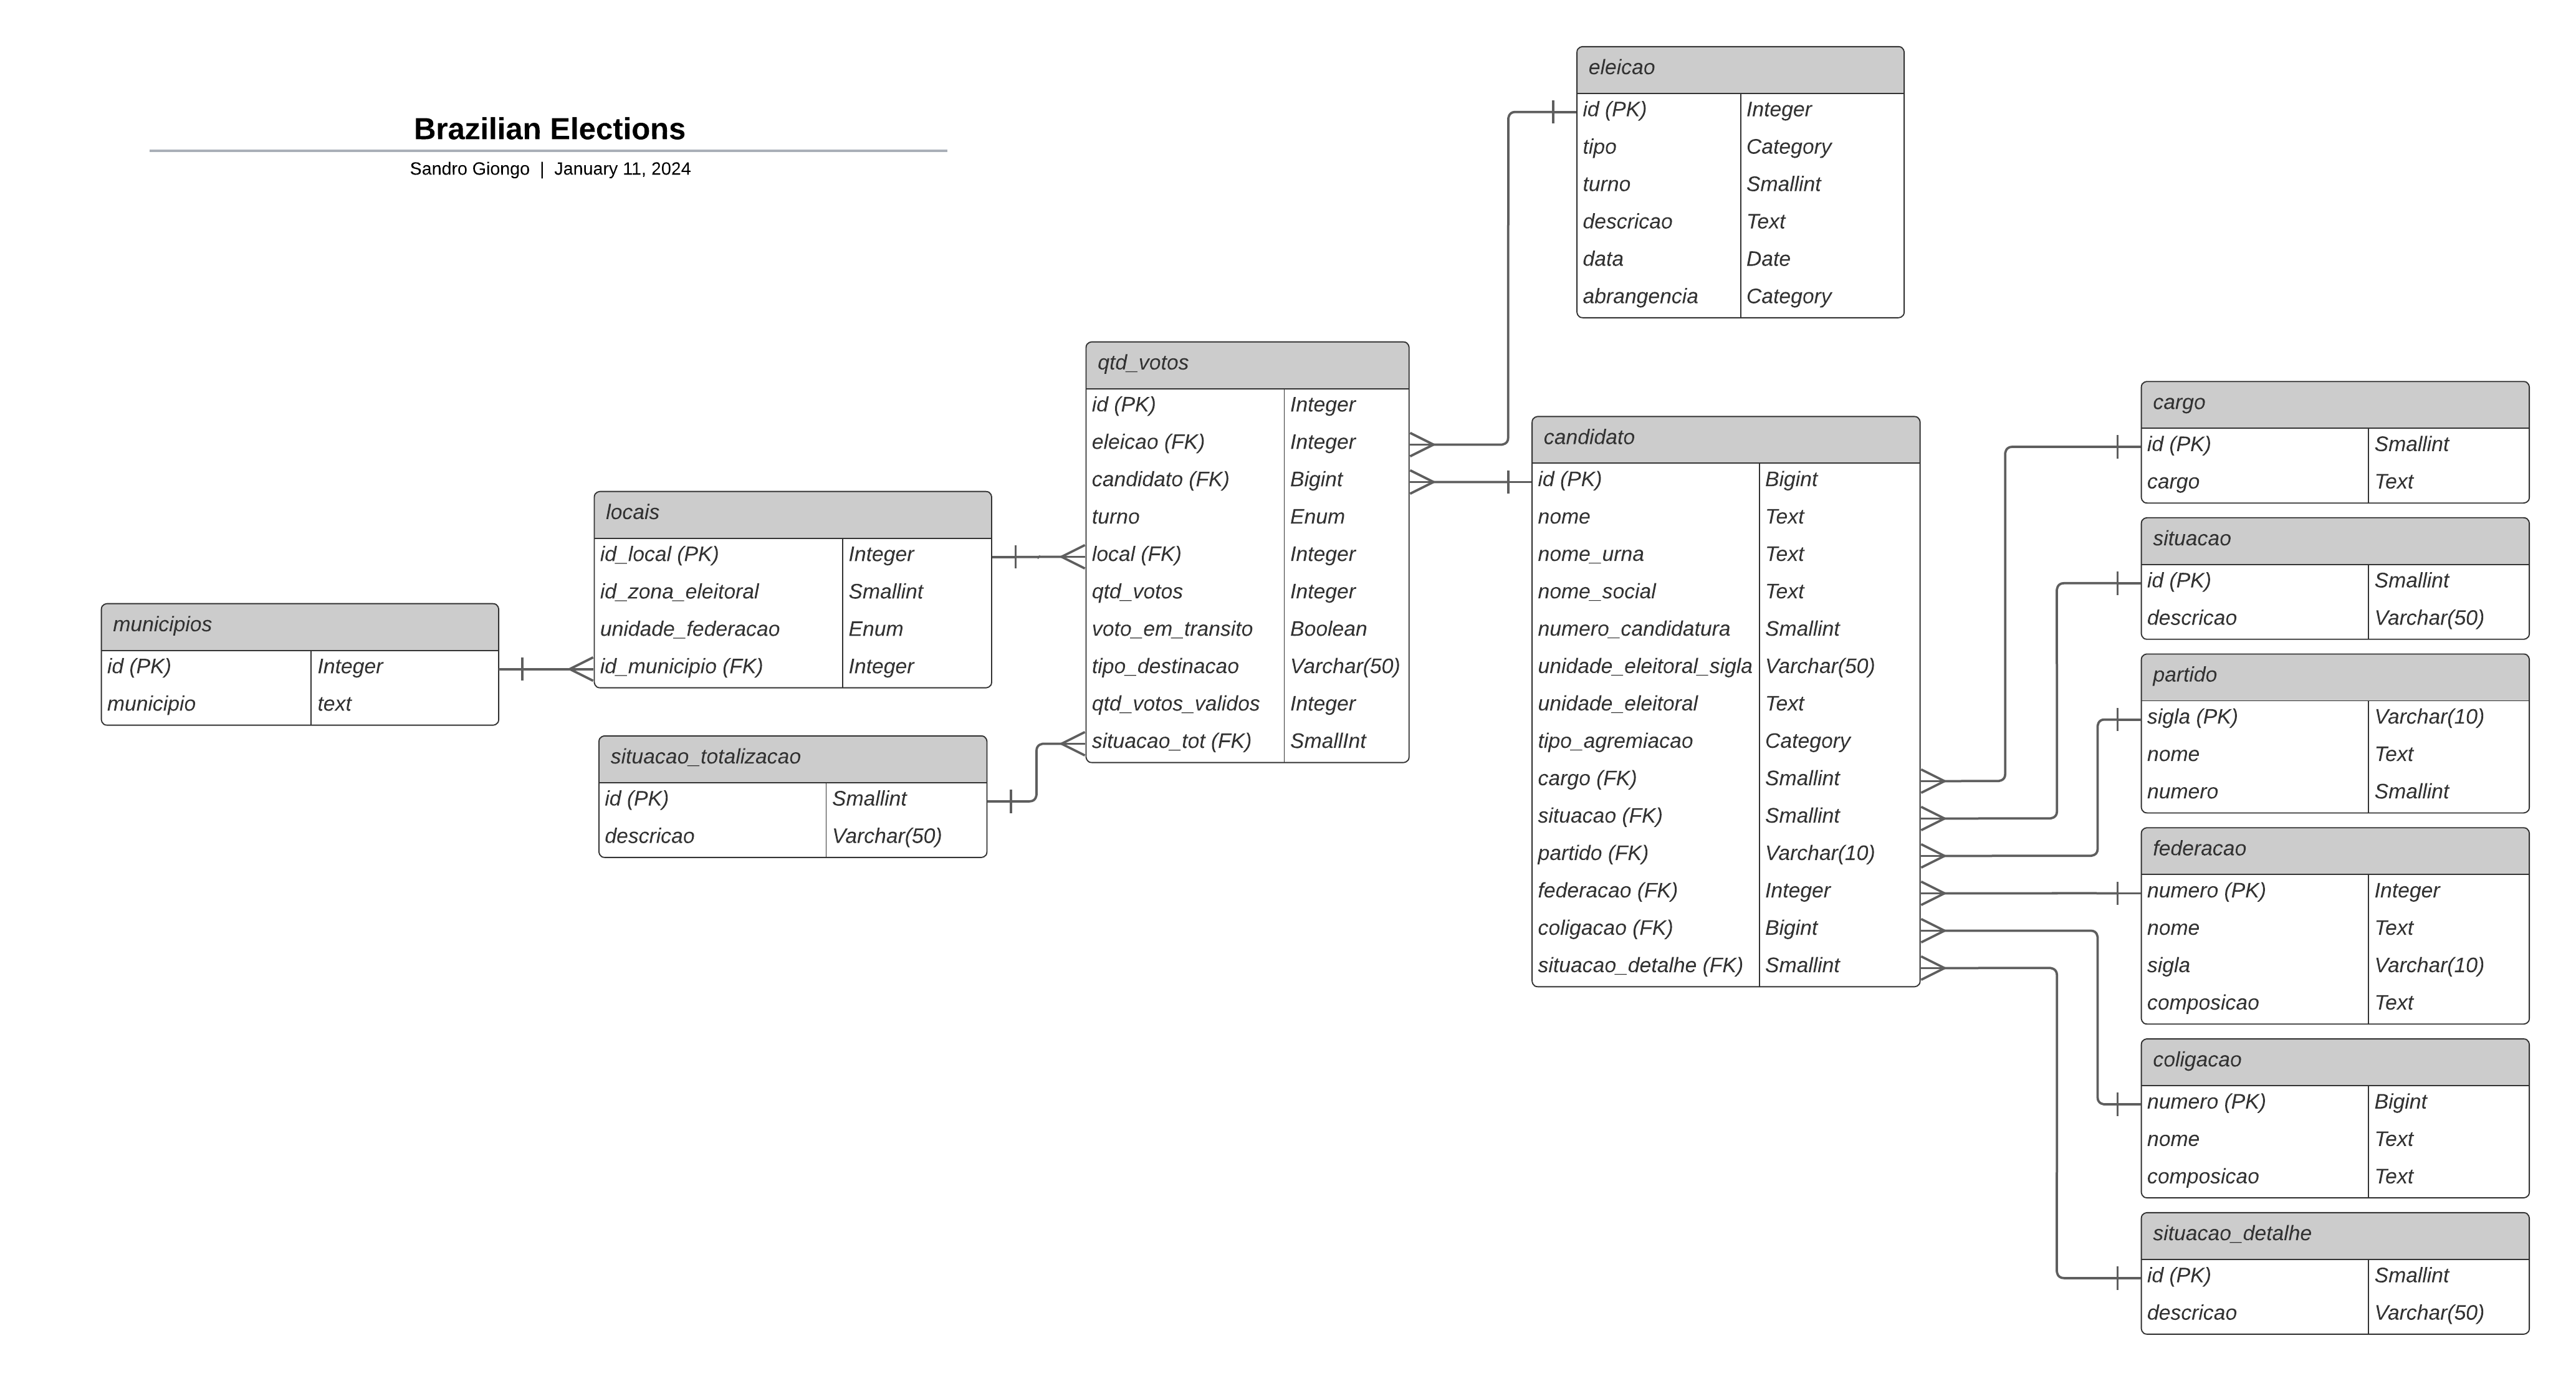 Brazilian Elections
Sandro Giongo | January 11, 2024
eleicao
id (PK) Integer
tipo Category
turno Smallint
descricao Text
data Date
abrangencia Category
qtd_votos
id (PK) Integer
eleicao (FK) Integer
candidato (FK) Bigint
turno Enum
local (FK) Integer
qtd_votos Integer
voto_em_transito Boolean
tipo_destinacao Varchar(50)
qtd_votos_validos Integer
situacao_tot (FK) SmallInt
locais
id_local (PK) Integer
id_zona_eleitoral Smallint
unidade_federacao Enum
id_municipio (FK) Integer
municipios
id (PK) Integer
municipio text
situacao_totalizacao
id (PK) Smallint
descricao Varchar(50)
candidato
id (PK) Bigint
nome Text
nome_urna Text
nome_social Text
numero_candidatura Smallint
unidade_eleitoral_sigla Varchar(50)
unidade_eleitoral Text
tipo_agremiacao Category
cargo (FK) Smallint
situacao (FK) Smallint
partido (FK) Varchar(10)
federacao (FK) Integer
coligacao (FK) Bigint
situacao_detalhe (FK) Smallint
cargo
id (PK) Smallint
cargo Text
situacao
id (PK) Smallint
descricao Varchar(50)
partido
sigla (PK) Varchar(10)
nome Text
numero Smallint
federacao
numero (PK) Integer
nome Text
sigla Varchar(10)
composicao Text
coligacao
numero (PK) Bigint
nome Text
composicao Text
situacao_detalhe
id (PK) Smallint
descricao Varchar(50)